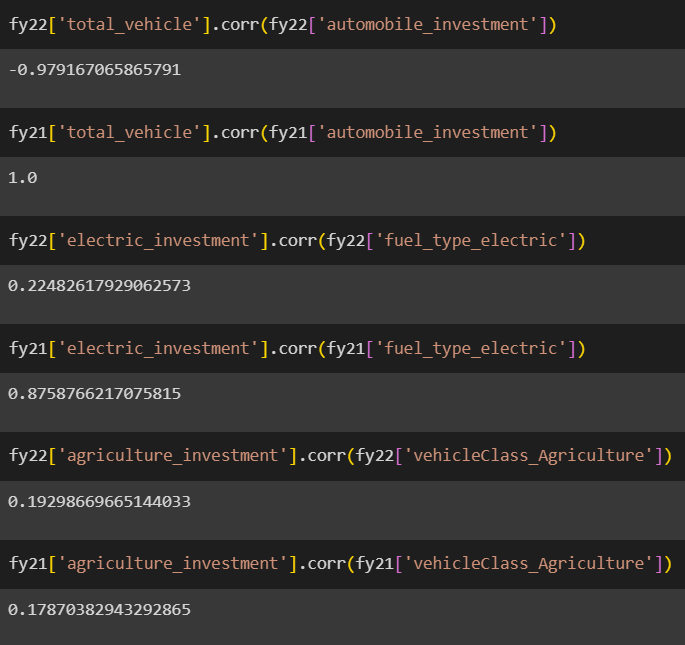 fy22['total_vehicle'].corr(fy22['automobile_investment'])
-0.979167065865791
fy21['total_vehicle'].corr(fy21['automobile_investment'])
1.0
fy22['electric_investment'].corr(fy22['fuel_type_electric'])
0.22482617929062573
fy21['electric_investment'].corr(fy21['fuel_type_electric'])
0.8758766217075815
fy22['agriculture_investment'].corr(fy22['vehicleClass_Agriculture'])
0.19298669665144033
fy21['agriculture_investment'].corr(fy21['vehicleClass_Agriculture'])
0.17870382943292865